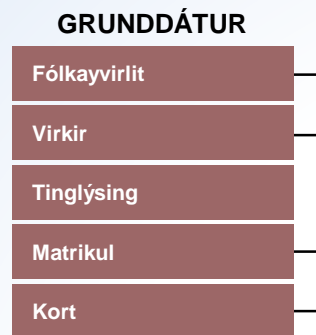 GRUNDDÁTUR
Fólkayvirlit
Virkir
Tinglýsing
Matrikul
Kort